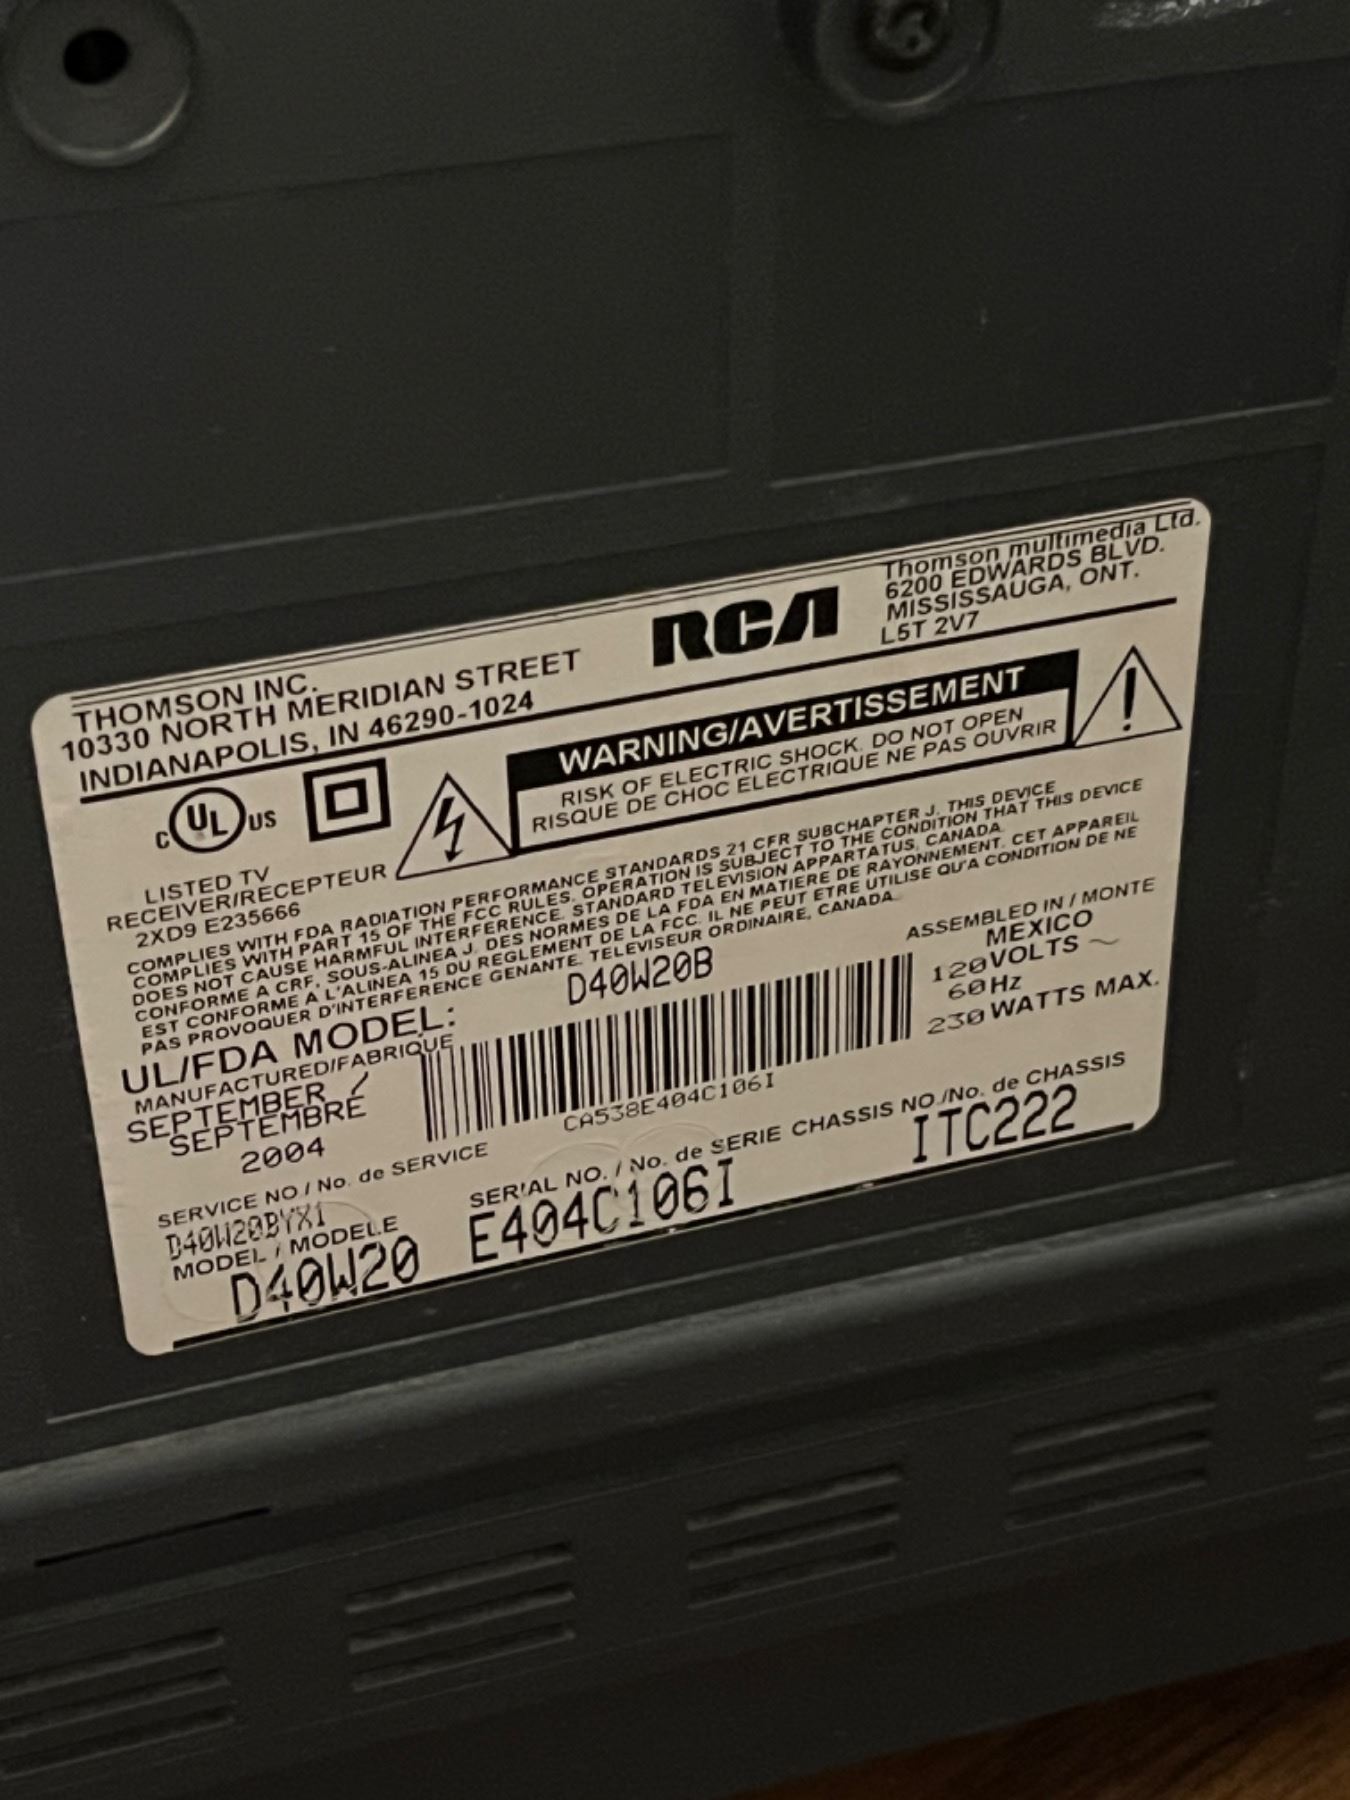 THOMSON INC.
10330 NORTH MERIDIAN STREET
INDIANAPOLIS, IN 46290-1024
RCA
Thomson multimedia Ltd.
6200 EDWARDS BLVD.
MISSISSAUGA, ONT.
L5T 2V7
C UL US
LISTED TV
RECEIVER/RECEPTEUR
2XD9 E235666
WARNING/AVERTISSEMENT
RISK OF ELECTRIC SHOCK. DO NOT OPEN
RISQUE DE CHOC ELECTRIQUE NE PAS OUVRIR
!
COMPLIES WITH FDA RADIATION PERFORMANCE STANDARDS 21 CFR SUBCHAPTER J. THIS DEVICE
COMPLIES WITH PART 15 OF THE FCC RULES. OPERATION IS SUBJECT TO THE CONDITION THAT THIS DEVICE
DOES NOT CAUSE HARMFUL INTERFERENCE. STANDARD TELEVISION APPARTATUS, CANADA.
CONFORME A CRF, SOUS-ALINEA J. DES NORMES DE LA FDA EN MATIERE DE RAYONNEMENT. CET APPAREIL
EST CONFORME A L'ALINEA 15 DU REGLEMENT DE LA FCC. IL NE PEUT ETRE UTILISE QU'A CONDITION DE NE
PAS PROVOQUER D'INTERFERENCE GENANTE. TELEVISEUR ORDINAIRE, CANADA.
UL/FDA MODEL: D40W20B
MANUFACTURED/FABRIQUE
SEPTEMBER /
SEPTEMBRE
2004
CA538E404C106I
ASSEMBLED IN / MONTE
MEXICO
120 VOLTS ~
60 Hz
230 WATTS MAX.
SERVICE NO / No. de SERVICE
D40W20BYX1
MODEL / MODELE
D40W20
SERIAL NO. / No. de SERIE
E404C106I
CHASSIS NO./No. de CHASSIS
ITC222